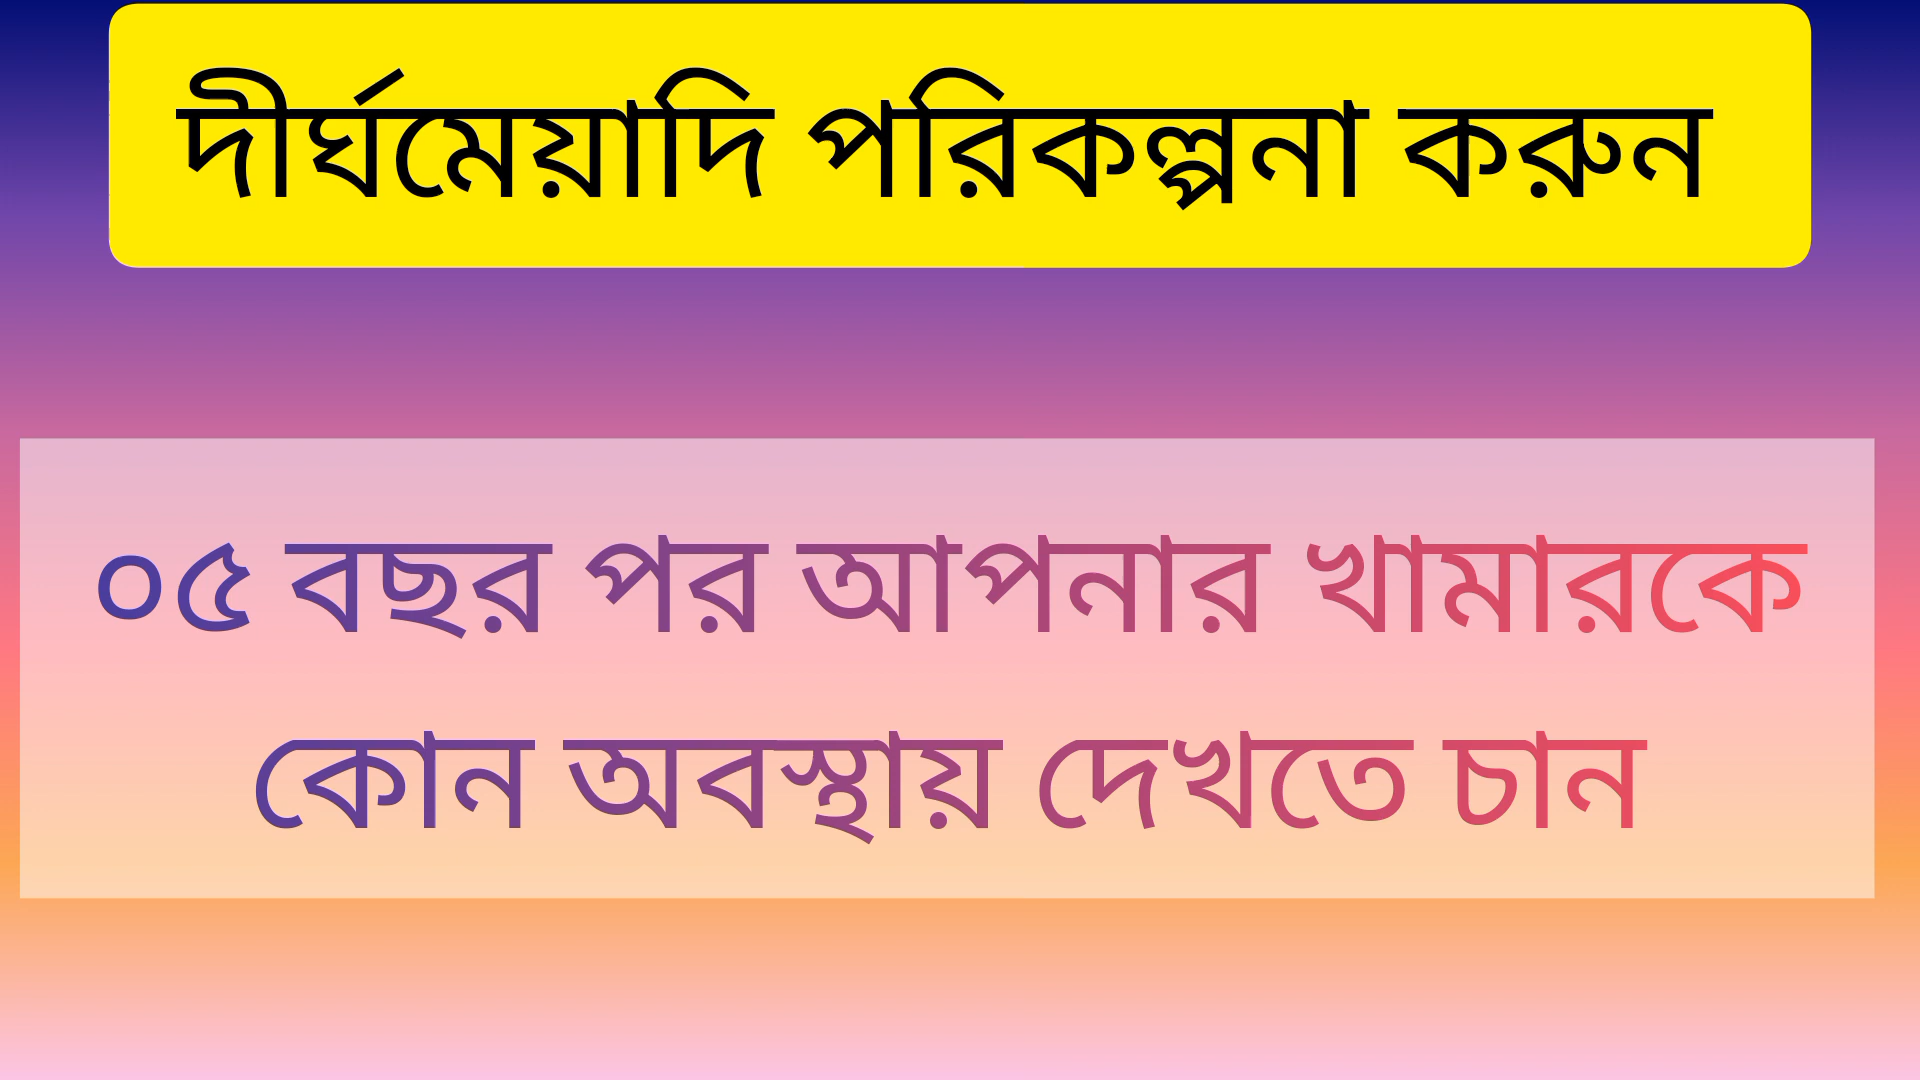 দীর্ঘমেয়াদি পরিকল্পনা করুন
০৫ বছর পর আপনার খামারকে
কোন অবস্থায় দেখতে চান